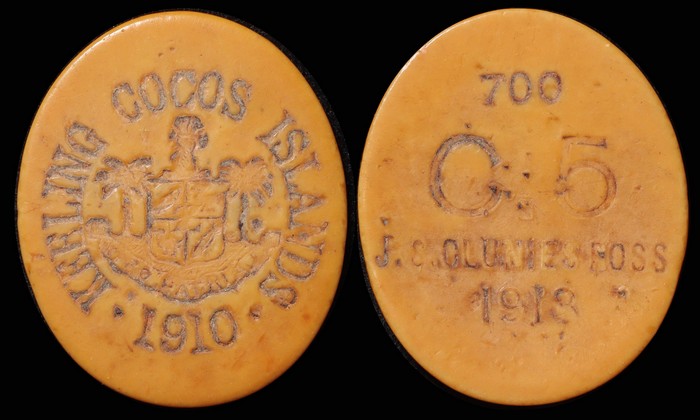 KEELING COCOS ISLANDS
· 1910 ·
700
C. 5
J. S. CLUNIES ROSS
1913